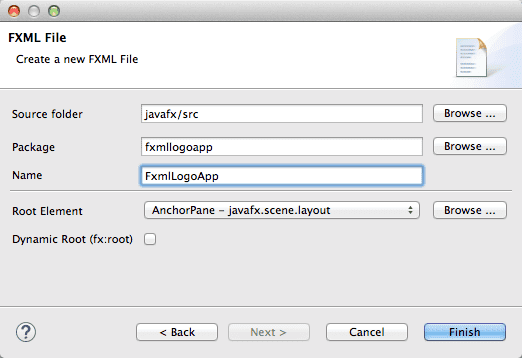 FXML File
Create a new FXML File
Source folder javafx/src Browse ...
Package fxmllogoapp Browse ...
Name FxmlLogoApp
Root Element AnchorPane – javafx.scene.layout Browse ...
Dynamic Root (fx:root)
? < Back Next > Cancel Finish